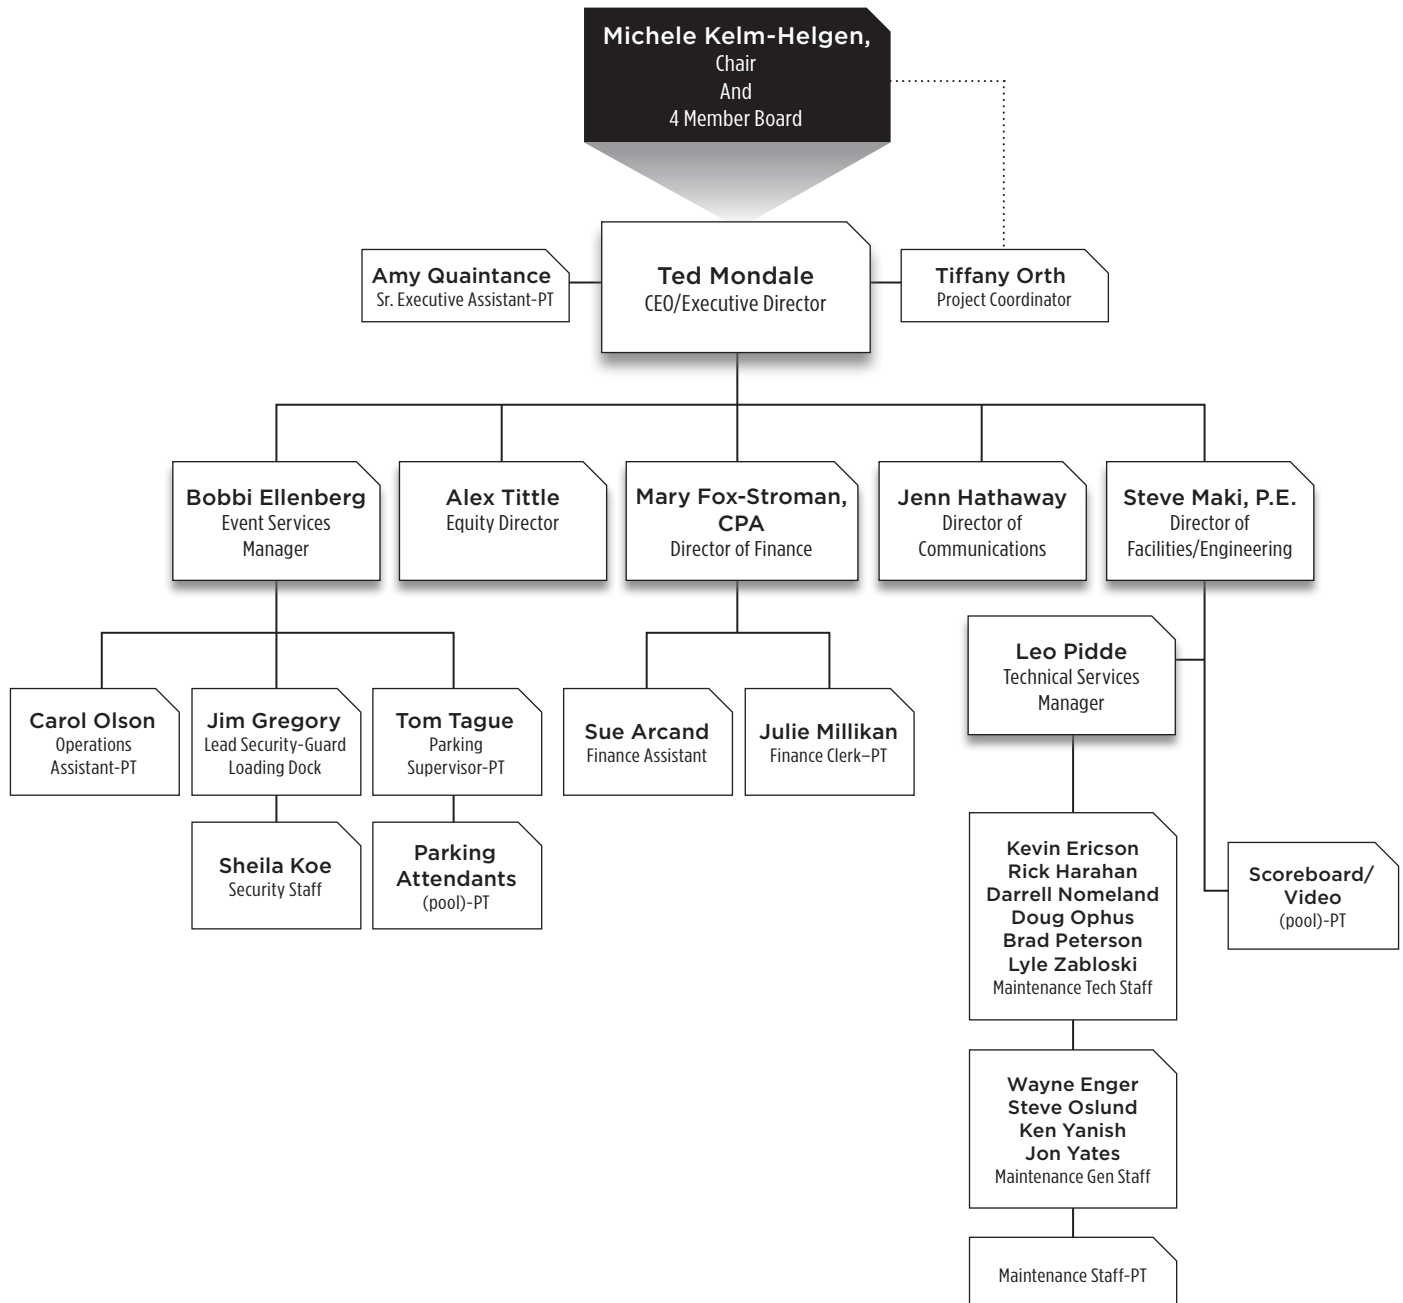 Michele Kelm-Helgen,
Chair
And
4 Member Board
Amy Quaintance
Sr. Executive Assistant-PT
Ted Mondale
CEO/Executive Director
Tiffany Orth
Project Coordinator
Bobbi Ellenberg
Event Services
Manager
Alex Tittle
Equity Director
Mary Fox-Stroman,
CPA
Director of Finance
Jenn Hathaway
Director of
Communications
Steve Maki, P.E.
Director of
Facilities/Engineering
Leo Pidde
Technical Services
Manager
Carol Olson
Operations
Assistant-PT
Jim Gregory
Lead Security-Guard
Loading Dock
Tom Tague
Parking
Supervisor-PT
Sue Arcand
Finance Assistant
Julie Millikan
Finance Clerk–PT
Sheila Koe
Security Staff
Parking
Attendants
(pool)-PT
Kevin Ericson
Rick Harahan
Darrell Nomeland
Doug Ophus
Brad Peterson
Lyle Zabloski
Maintenance Tech Staff
Scoreboard/
Video
(pool)-PT
Wayne Enger
Steve Oslund
Ken Yanish
Jon Yates
Maintenance Gen Staff
Maintenance Staff-PT